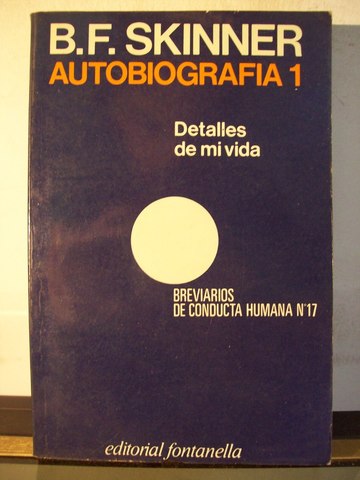 B.F. SKINNER
AUTOBIOGRAFIA 1
Detalles
de mi vida
BREVIARIOS
DE CONDUCTA HUMANA N°17
editorial fontanella